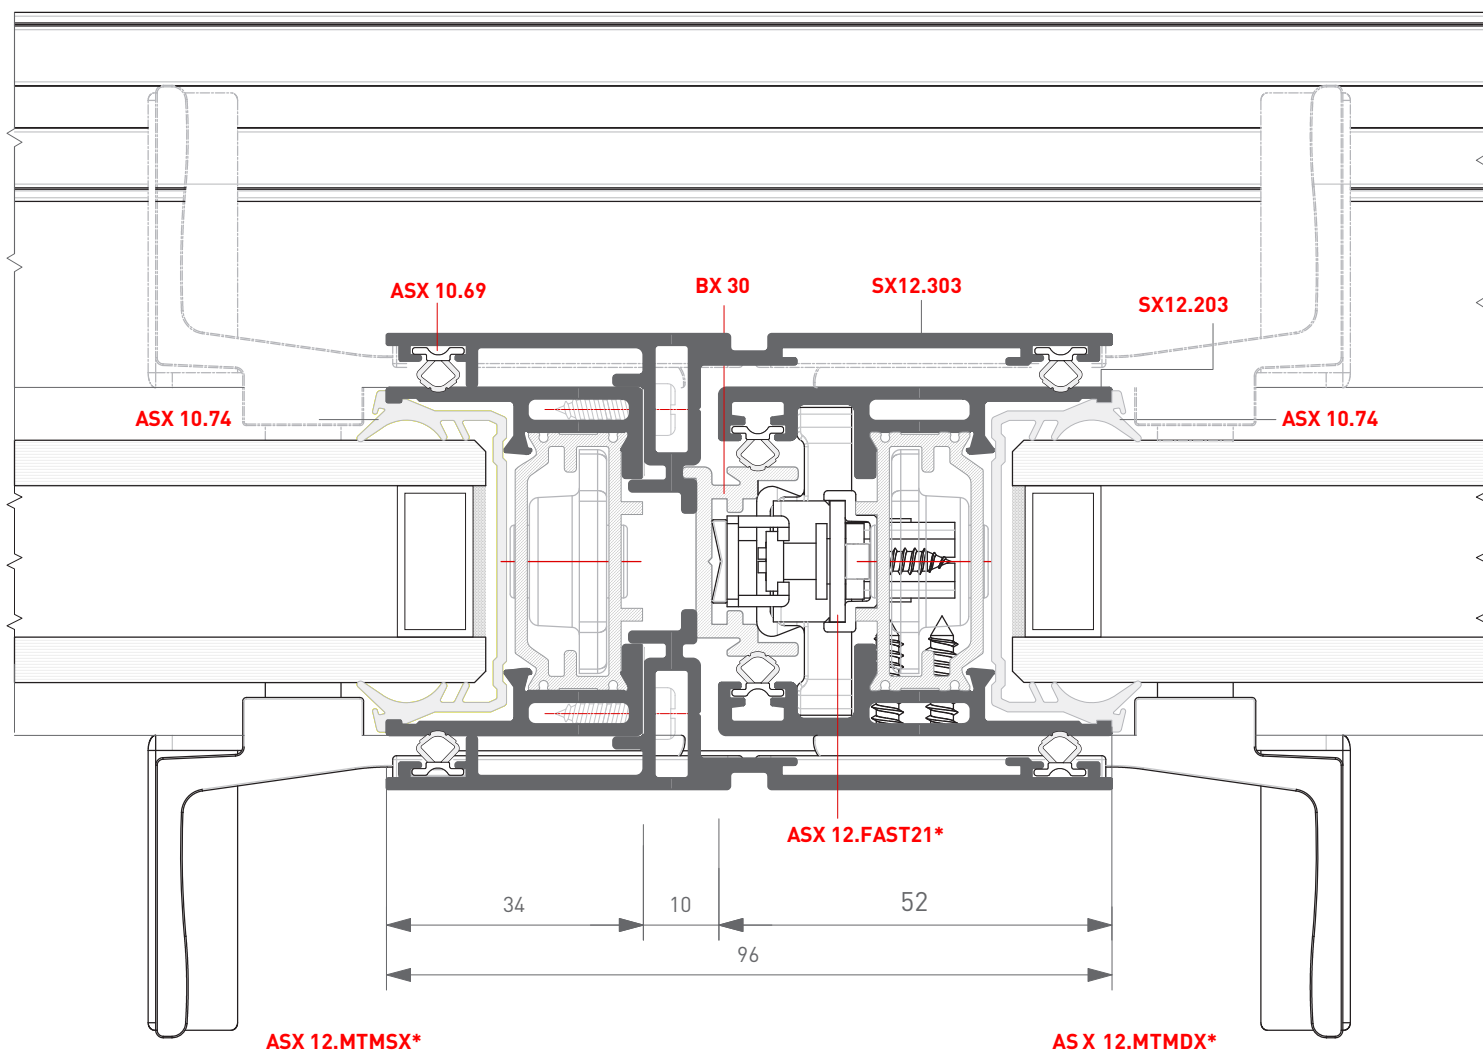 BX 30
SX12.303
ASX 10.69
SX12.203
ASX 10.74
ASX 10.74
ASX 12.FAST21*
34
10
52
96
ASX 12.MTMSX*
ASX 12.MTMDX*